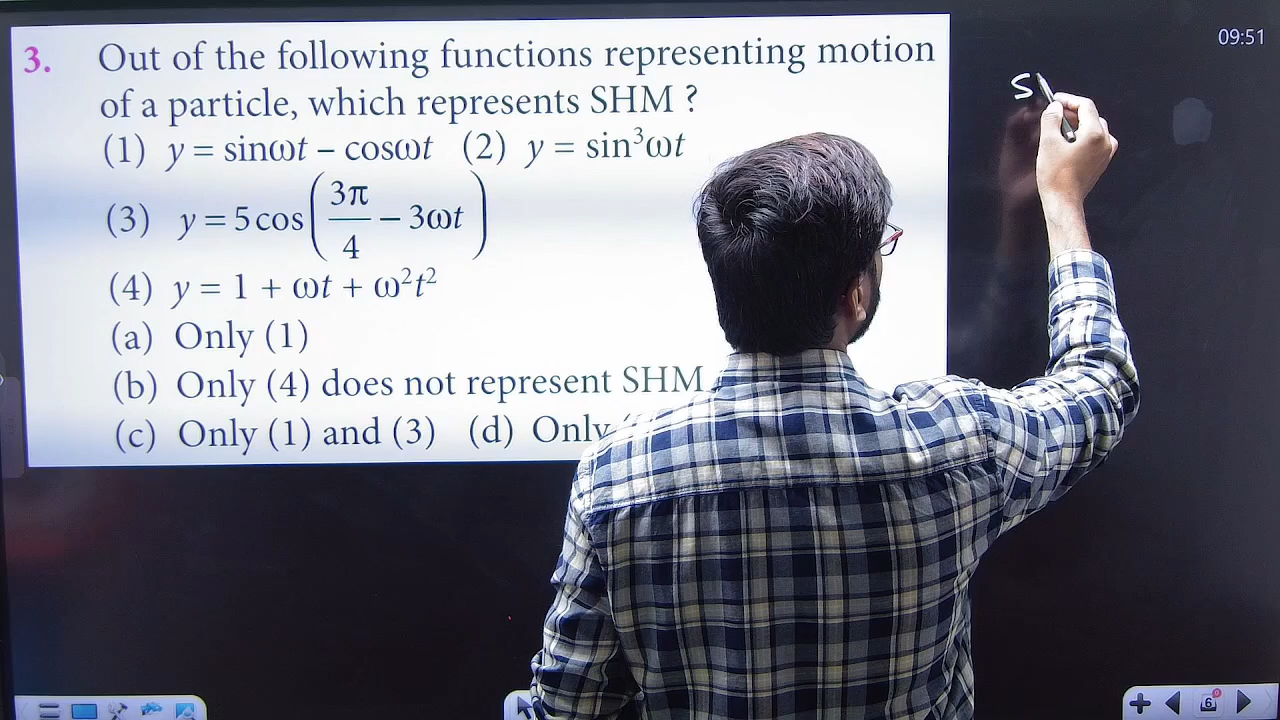 09:51
3. Out of the following functions representing motion
of a particle, which represents SHM ?
(1) y = sinωt – cosωt (2) y = sin³ωt
(3) y = 5 cos(3π/4 – 3ωt)
(4) y = 1 + ωt + ω²t²
(a) Only (1)
(b) Only (4) does not represent SHM
(c) Only (1) and (3) (d) Only
S
6